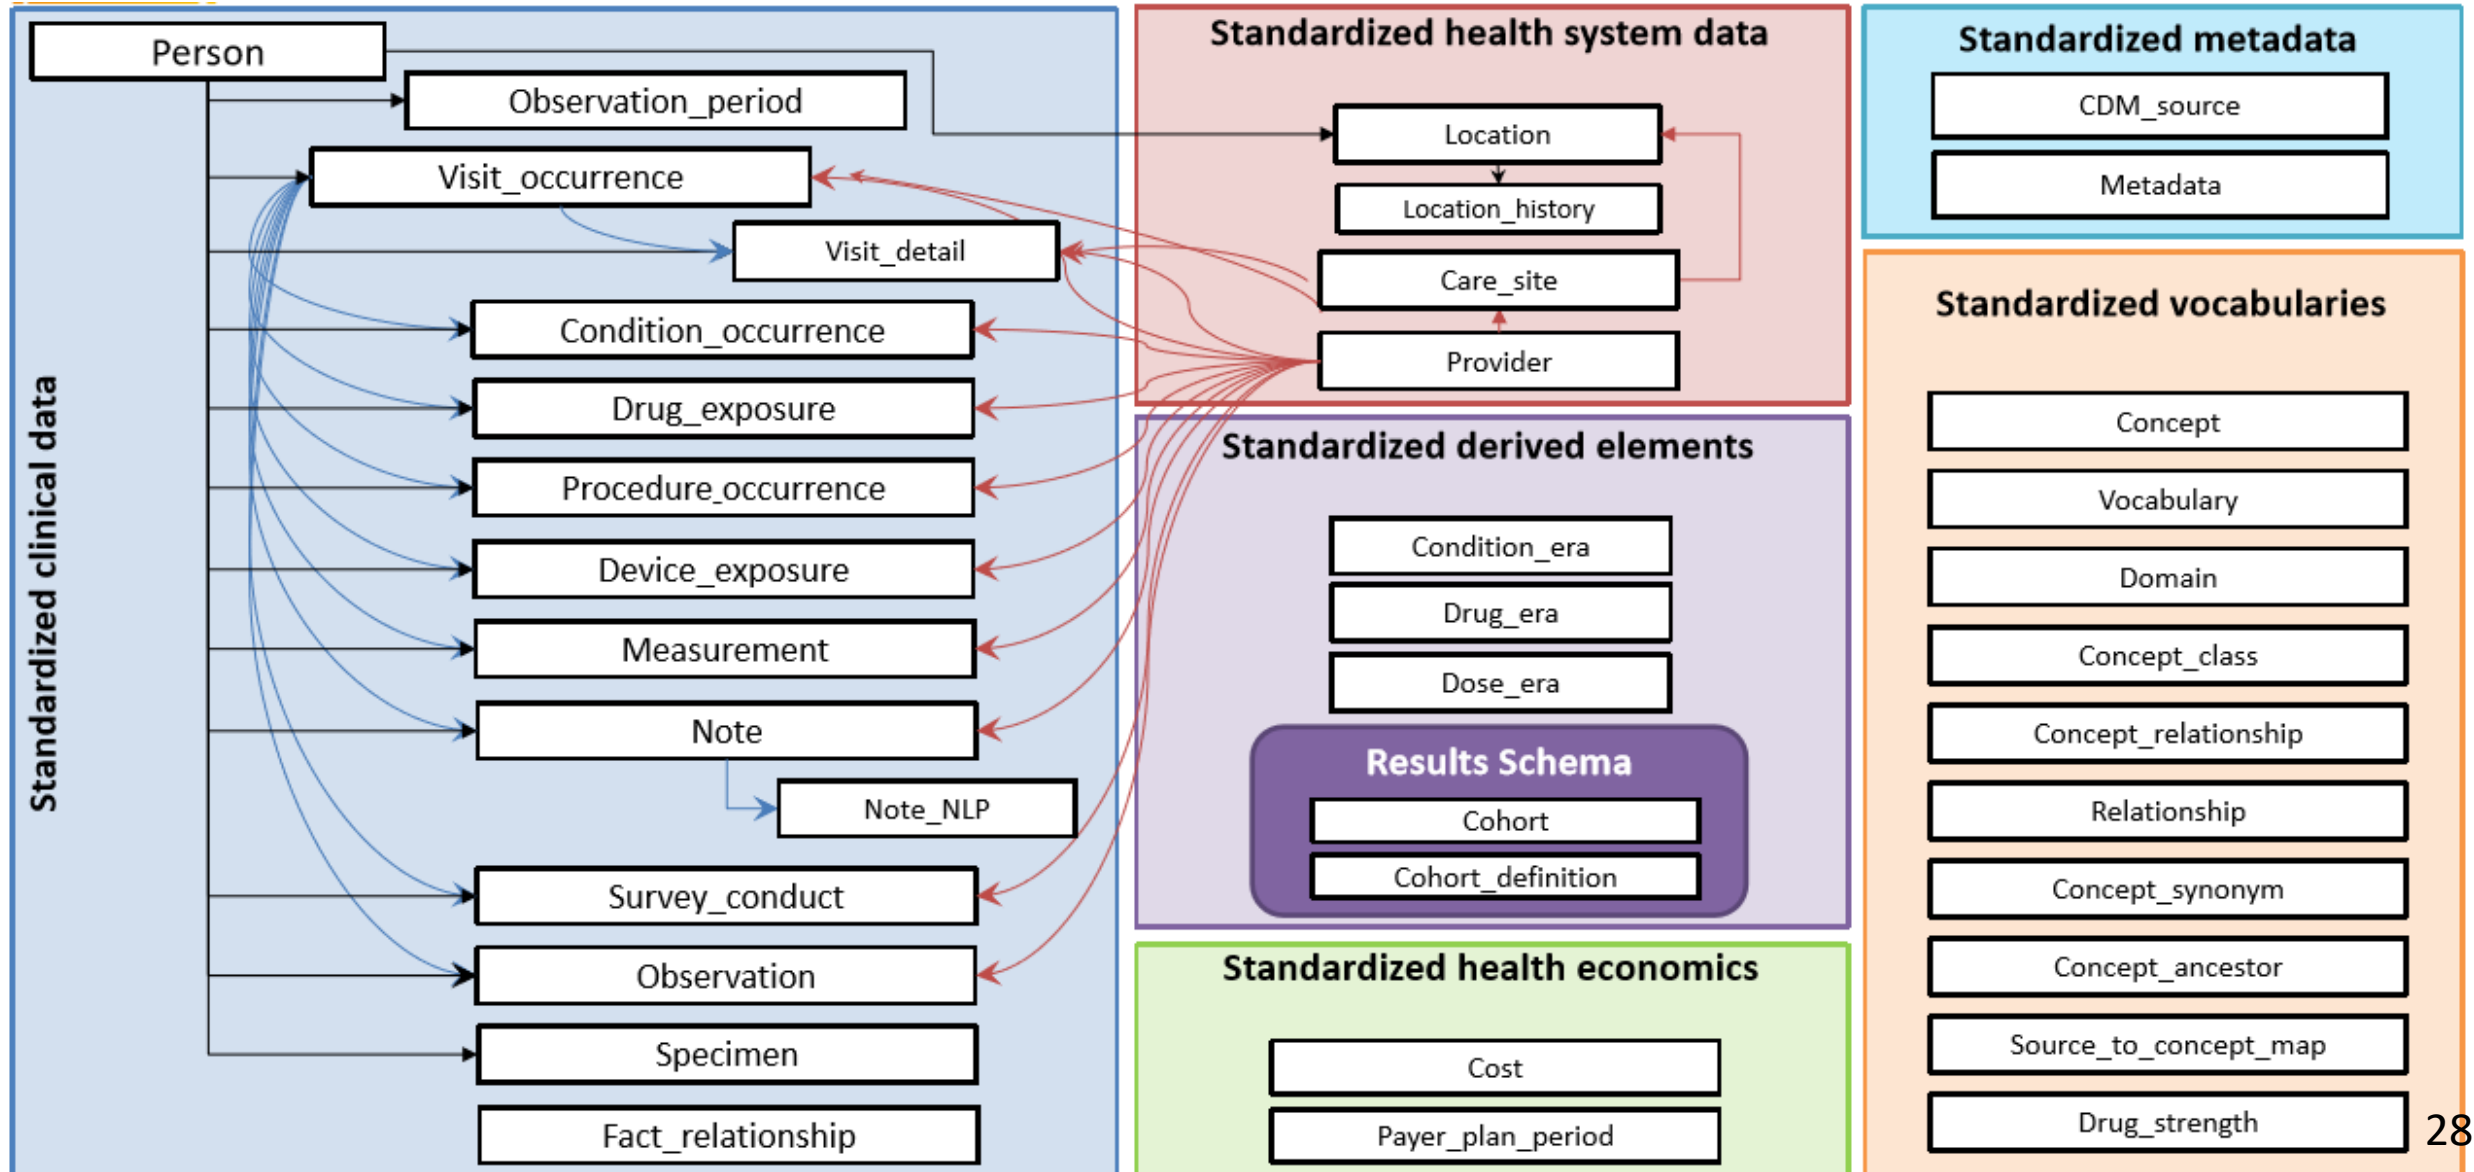 Standardized clinical data
Person
Observation_period
Visit_occurrence
Visit_detail
Condition_occurrence
Drug_exposure
Procedure_occurrence
Device_exposure
Measurement
Note
Note_NLP
Survey_conduct
Observation
Specimen
Fact_relationship
Standardized health system data
Location
Location_history
Care_site
Provider
Standardized derived elements
Condition_era
Drug_era
Dose_era
Results Schema
Cohort
Cohort_definition
Standardized health economics
Cost
Payer_plan_period
Standardized metadata
CDM_source
Metadata
Standardized vocabularies
Concept
Vocabulary
Domain
Concept_class
Concept_relationship
Relationship
Concept_synonym
Concept_ancestor
Source_to_concept_map
Drug_strength
28